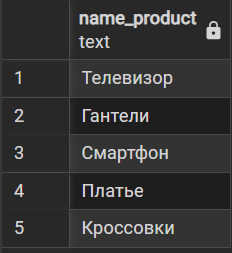 name_product
text
1 Телевизор
2 Гантели
3 Смартфон
4 Платье
5 Кроссовки